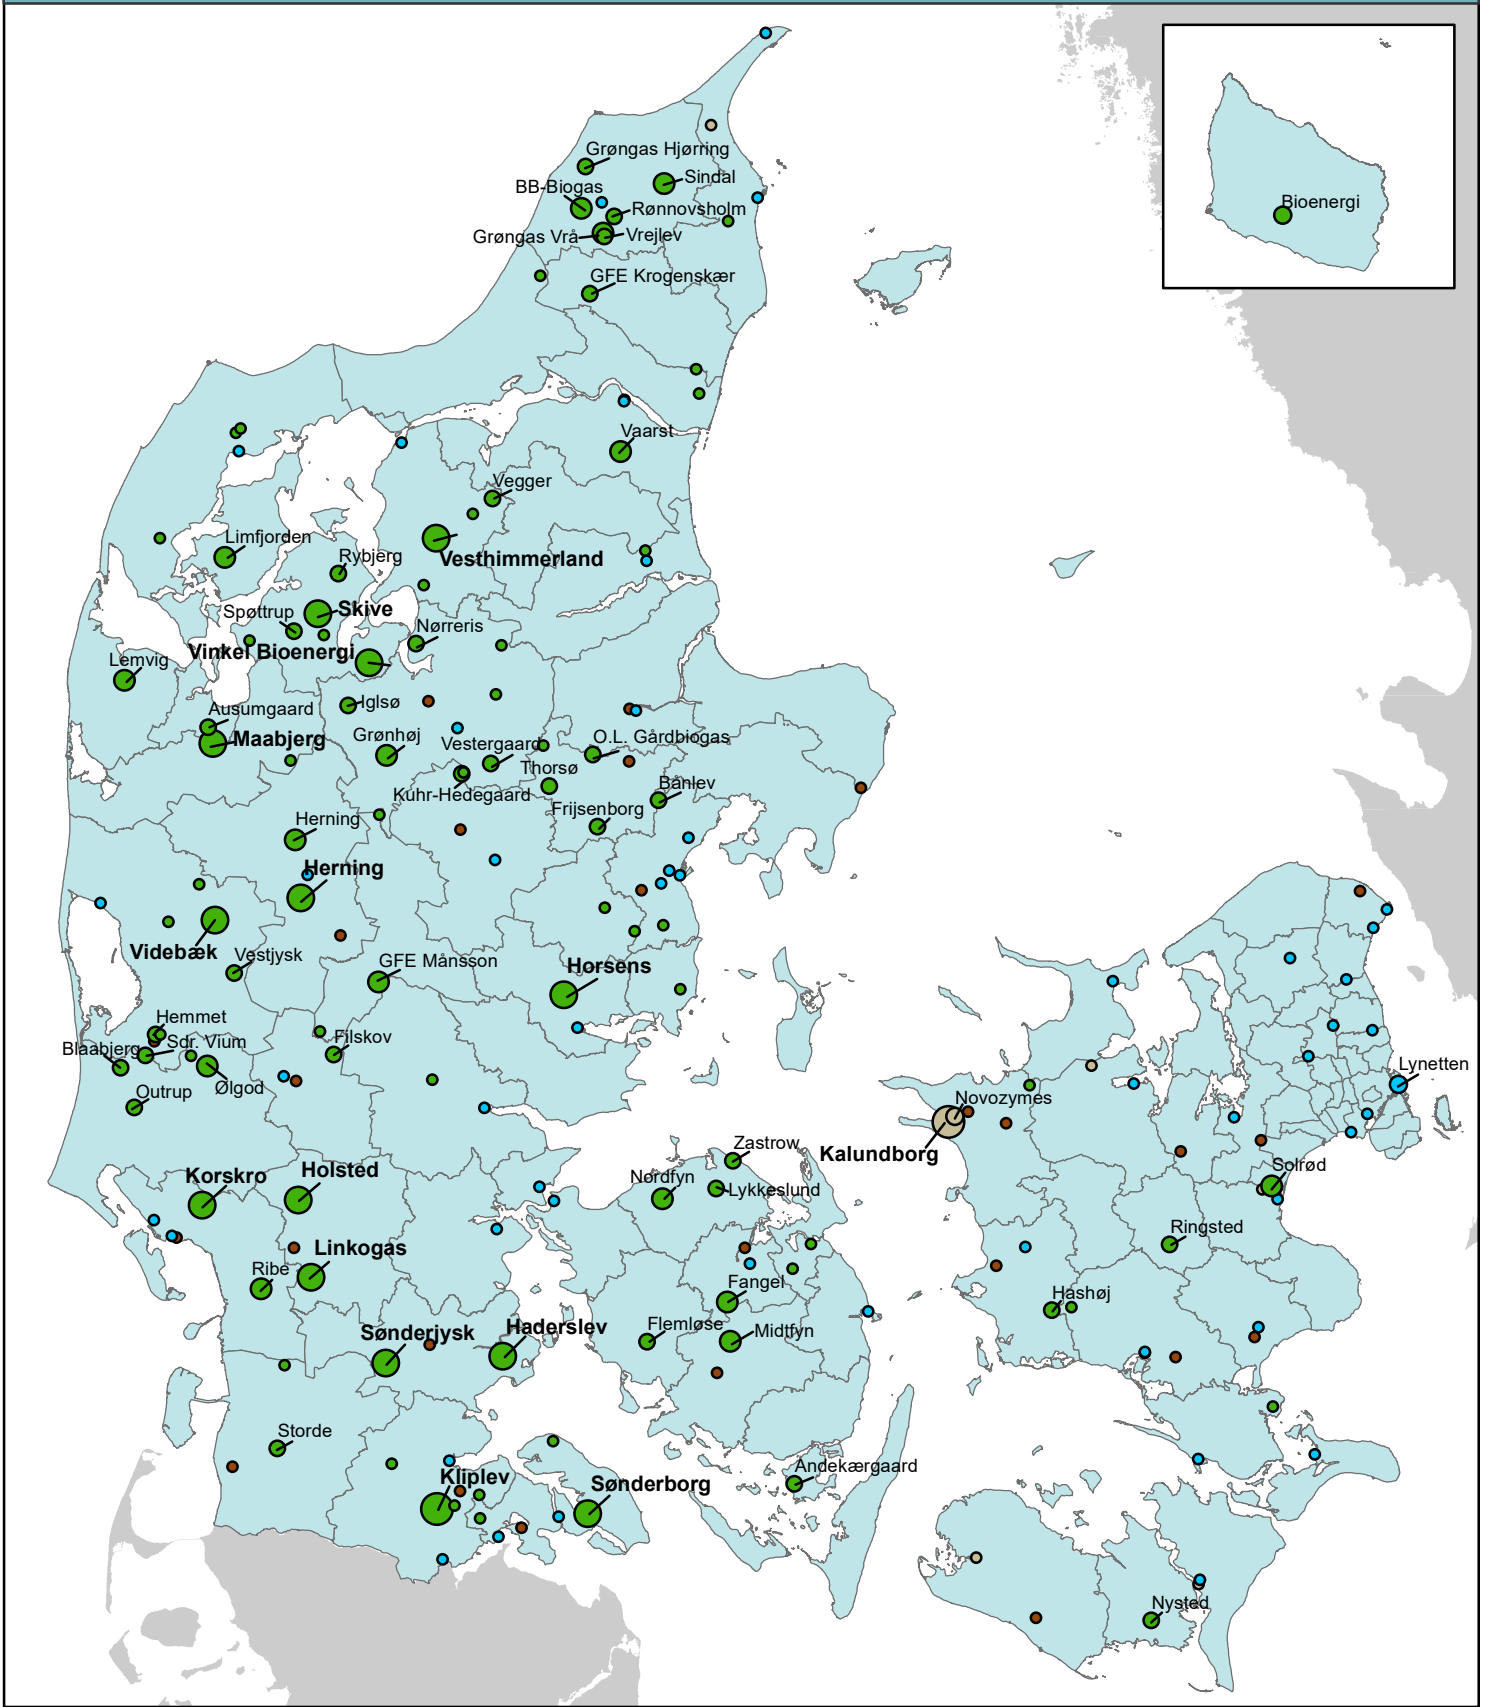 Grøngas Hjørring
Sindal
BB-Biogas
Bioenergi
Rønnovsholm
Grøngas Vrå
Vrejlev
GFE Krogenskær
Vaarst
Vegger
Limfjorden
Rybjerg
Vesthimmerland
Spøttrup
Skive
Nørreris
Vinkel Bioenergi
Lemvig
Iglsø
Ausumgaard
Maabjerg
Grønhøj
Vestergaard
O.L. Gårdbiogas
Thorsø
Kuhr-Hedegaard
Bånlev
Frijsenborg
Herning
Herning
Videbæk
Vestjysk
GFE Månsson
Horsens
Hemmet
Blaabjerg
Sdr. Vium
Filskov
Ølgod
Outrup
Lynetten
Novozymes
Kalundborg
Zastrow
Korskro
Holsted
Nordfyn
Lykkeslund
Solrød
Ringsted
Linkogas
Ribe
Fangel
Hashøj
Sønderjysk
Haderslev
Flemløse
Midtfyn
Storde
Andekærgaard
Kliplev
Sønderborg
Nysted